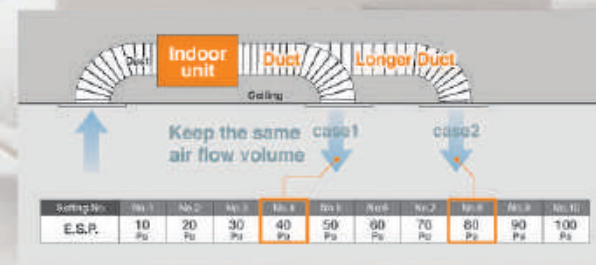 Duct
Indoor unit
Duct
Longer Duct
Ceiling
Keep the same
air flow volume
case1
case2
Setting No. No.1 No.2 No.3 No.4 No.5 No.6 No.7 No.8 No.9 No.10
E.S.P. 10 Pa 20 Pa 30 Pa 40 Pa 50 Pa 60 Pa 70 Pa 80 Pa 90 Pa 100 Pa